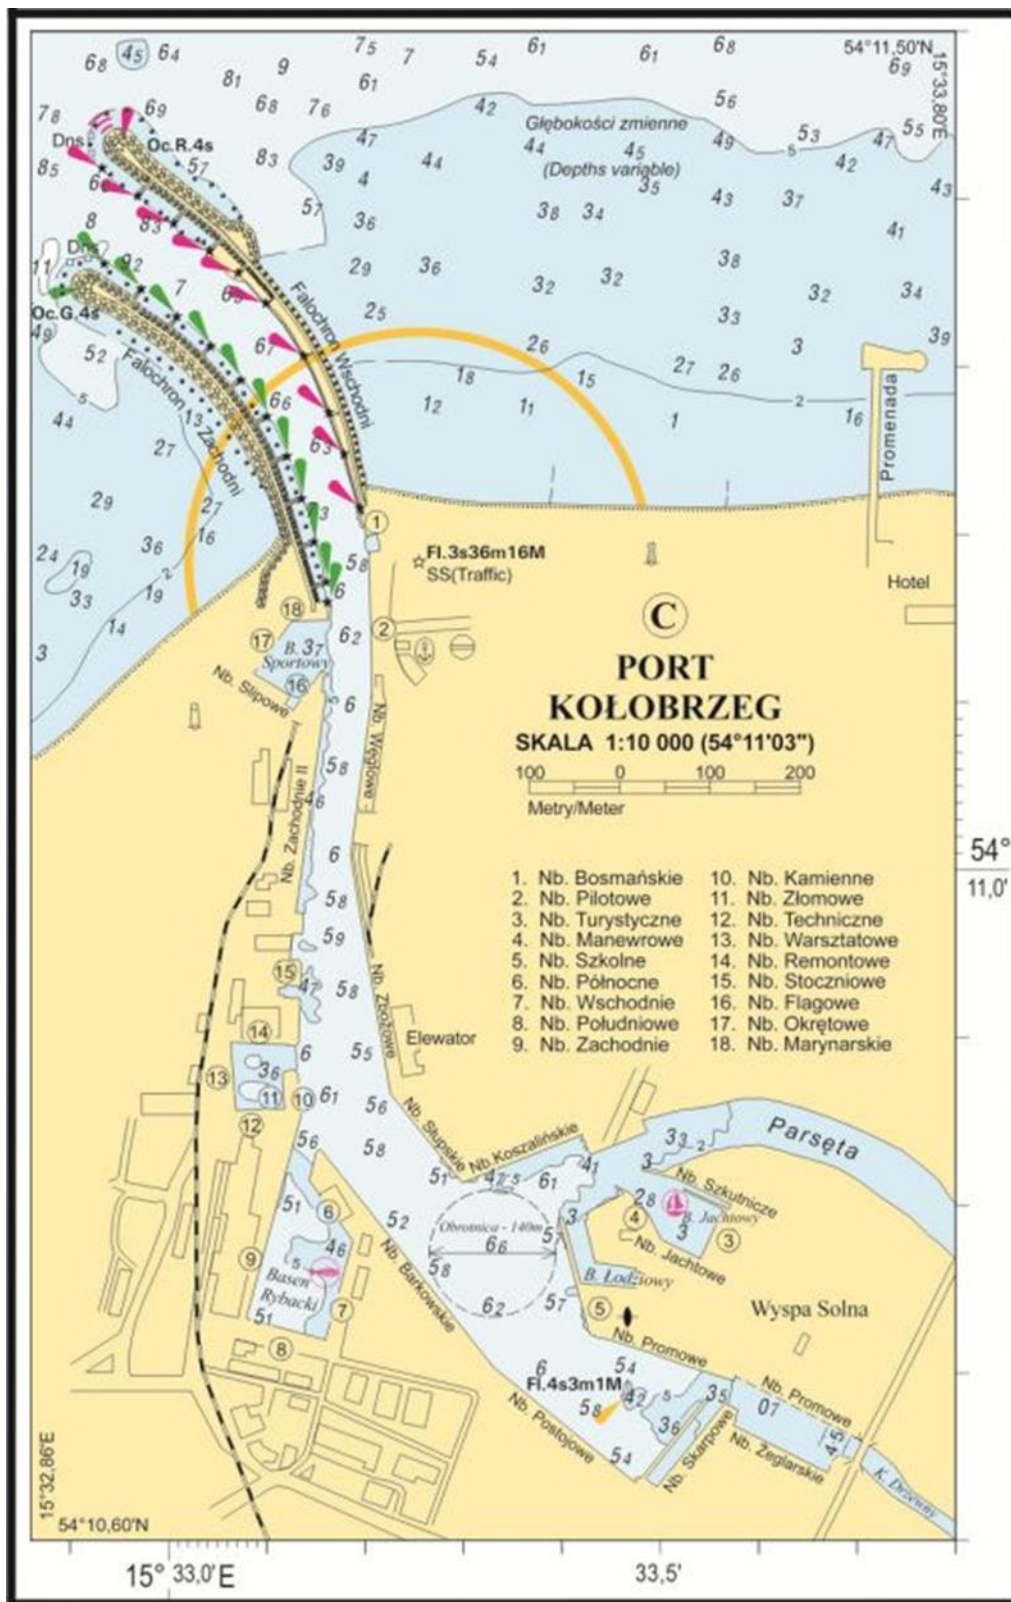 54°11,50'N
15°33,80'E
Głębokości zmienne
(Depths variable)
Dns
Oc.R.4s
Dns
Oc.G.4s
Falochron Wschodni
Falochron Zachodni
Promenada
Fl.3s36m16M
SS(Traffic)
Hotel
C
PORT
KOŁOBRZEG
SKALA 1:10 000 (54°11'03")
100 0 100 200
Metry/Meter
B. Sportowy
Nb. Slipowe
Nb. Węglowe
Nb. Zachodnie II
54°
11,0'
1. Nb. Bosmańskie
2. Nb. Pilotowe
3. Nb. Turystyczne
4. Nb. Manewrowe
5. Nb. Szkolne
6. Nb. Północne
7. Nb. Wschodnie
8. Nb. Południowe
9. Nb. Zachodnie
10. Nb. Kamienne
11. Nb. Złomowe
12. Nb. Techniczne
13. Nb. Warsztatowe
14. Nb. Remontowe
15. Nb. Stoczniowe
16. Nb. Flagowe
17. Nb. Okrętowe
18. Nb. Marynarskie
Nb. Zbożowe
Elewator
Nb. Słupskie
Nb. Koszalińskie
Parsęta
Nb. Szkutnicze
B. Jachtowy
Nb. Jachtowe
Obrotnica - 140m
B. Łodziowy
Basen
Rybacki
Nb. Barkowskie
Wyspa Solna
Nb. Promowe
Fl.4s3m1M
Nb. Promowe
Nb. Postojowe
Nb. Skarpowe
Nb. Żeglarskie
K. Drzewny
15°32,86'E
54°10,60'N
15° 33,0' E
33,5'